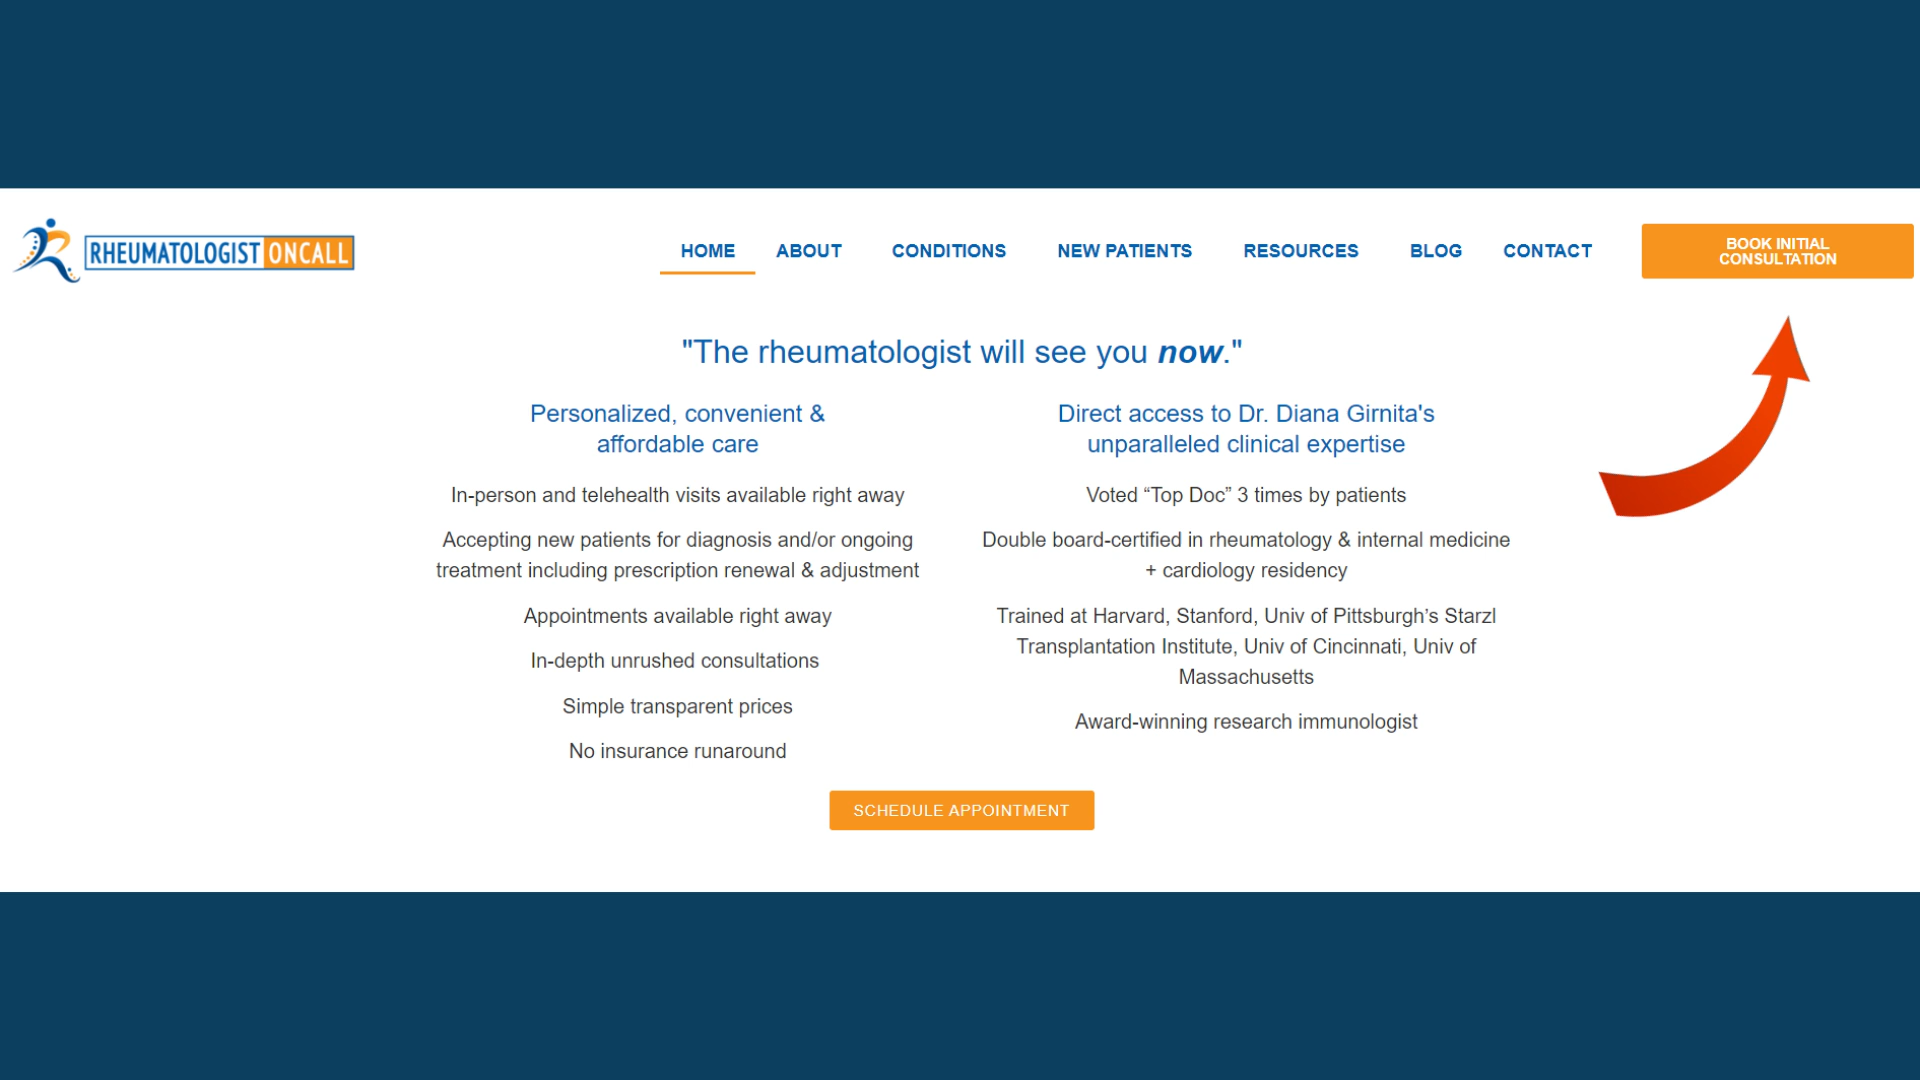 RHEUMATOLOGIST ONCALL
HOME
ABOUT
CONDITIONS
NEW PATIENTS
RESOURCES
BLOG
CONTACT
BOOK INITIAL
CONSULTATION
"The rheumatologist will see you now."
Personalized, convenient &
affordable care
In-person and telehealth visits available right away
Accepting new patients for diagnosis and/or ongoing
treatment including prescription renewal & adjustment
Appointments available right away
In-depth unrushed consultations
Simple transparent prices
No insurance runaround
Direct access to Dr. Diana Girnita's
unparalleled clinical expertise
Voted “Top Doc” 3 times by patients
Double board-certified in rheumatology & internal medicine
+ cardiology residency
Trained at Harvard, Stanford, Univ of Pittsburgh’s Starzl
Transplantation Institute, Univ of Cincinnati, Univ of
Massachusetts
Award-winning research immunologist
SCHEDULE APPOINTMENT